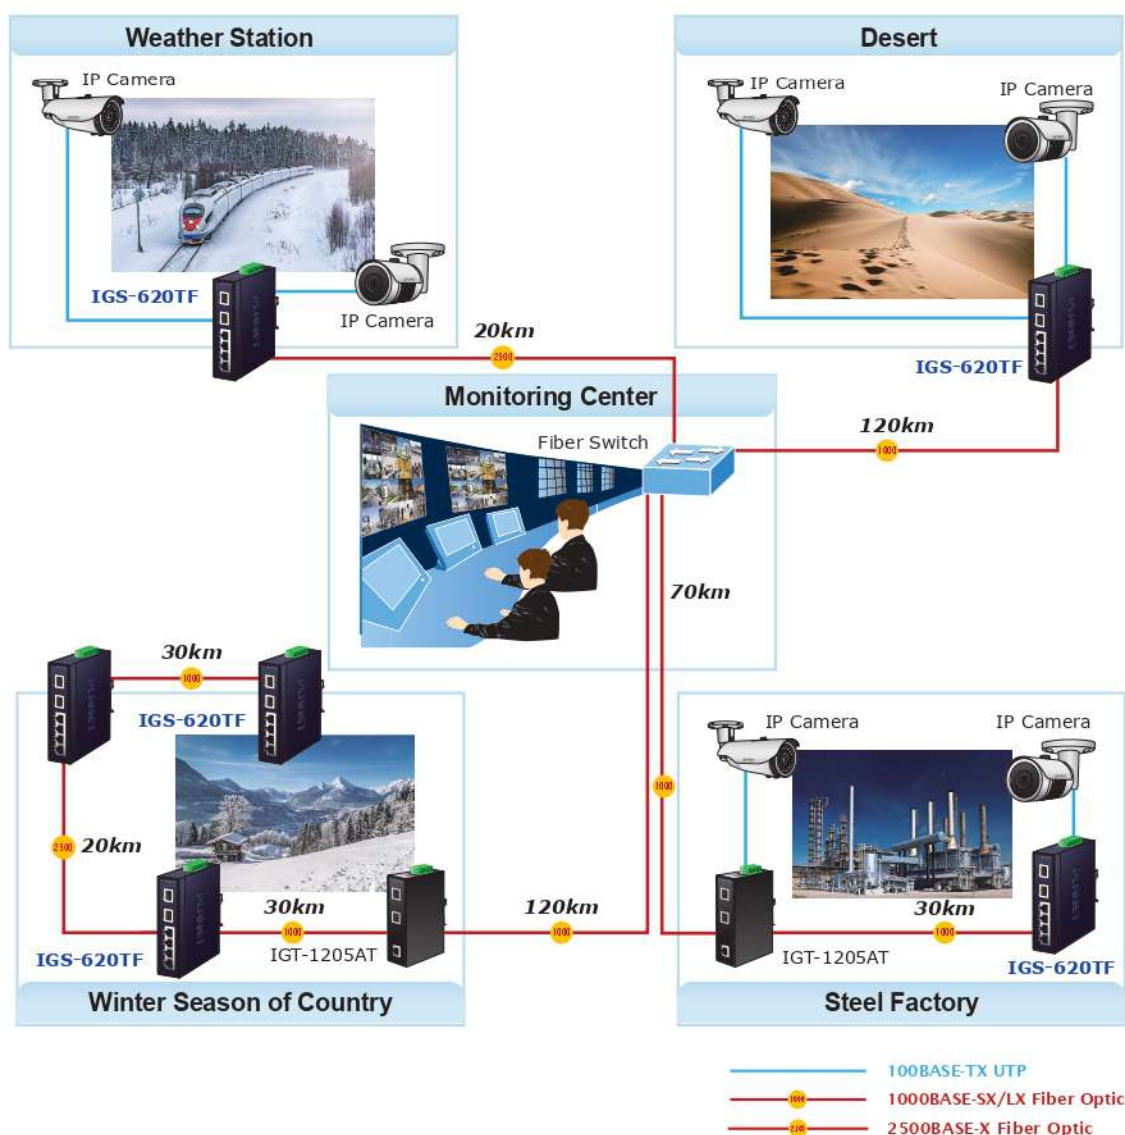 Weather Station
Desert
IP Camera
IP Camera
IP Camera
IGS-620TF
IP Camera
20km
2500
IGS-620TF
Monitoring Center
120km
1000
Fiber Switch
70km
30km
1000
IGS-620TF
IP Camera
IP Camera
1000
2500
20km
30km
120km
30km
1000
1000
1000
IGS-620TF
IGT-1205AT
IGT-1205AT
IGS-620TF
Winter Season of Country
Steel Factory
100BASE-TX UTP
1000
1000BASE-SX/LX Fiber Optic
2500
2500BASE-X Fiber Optic